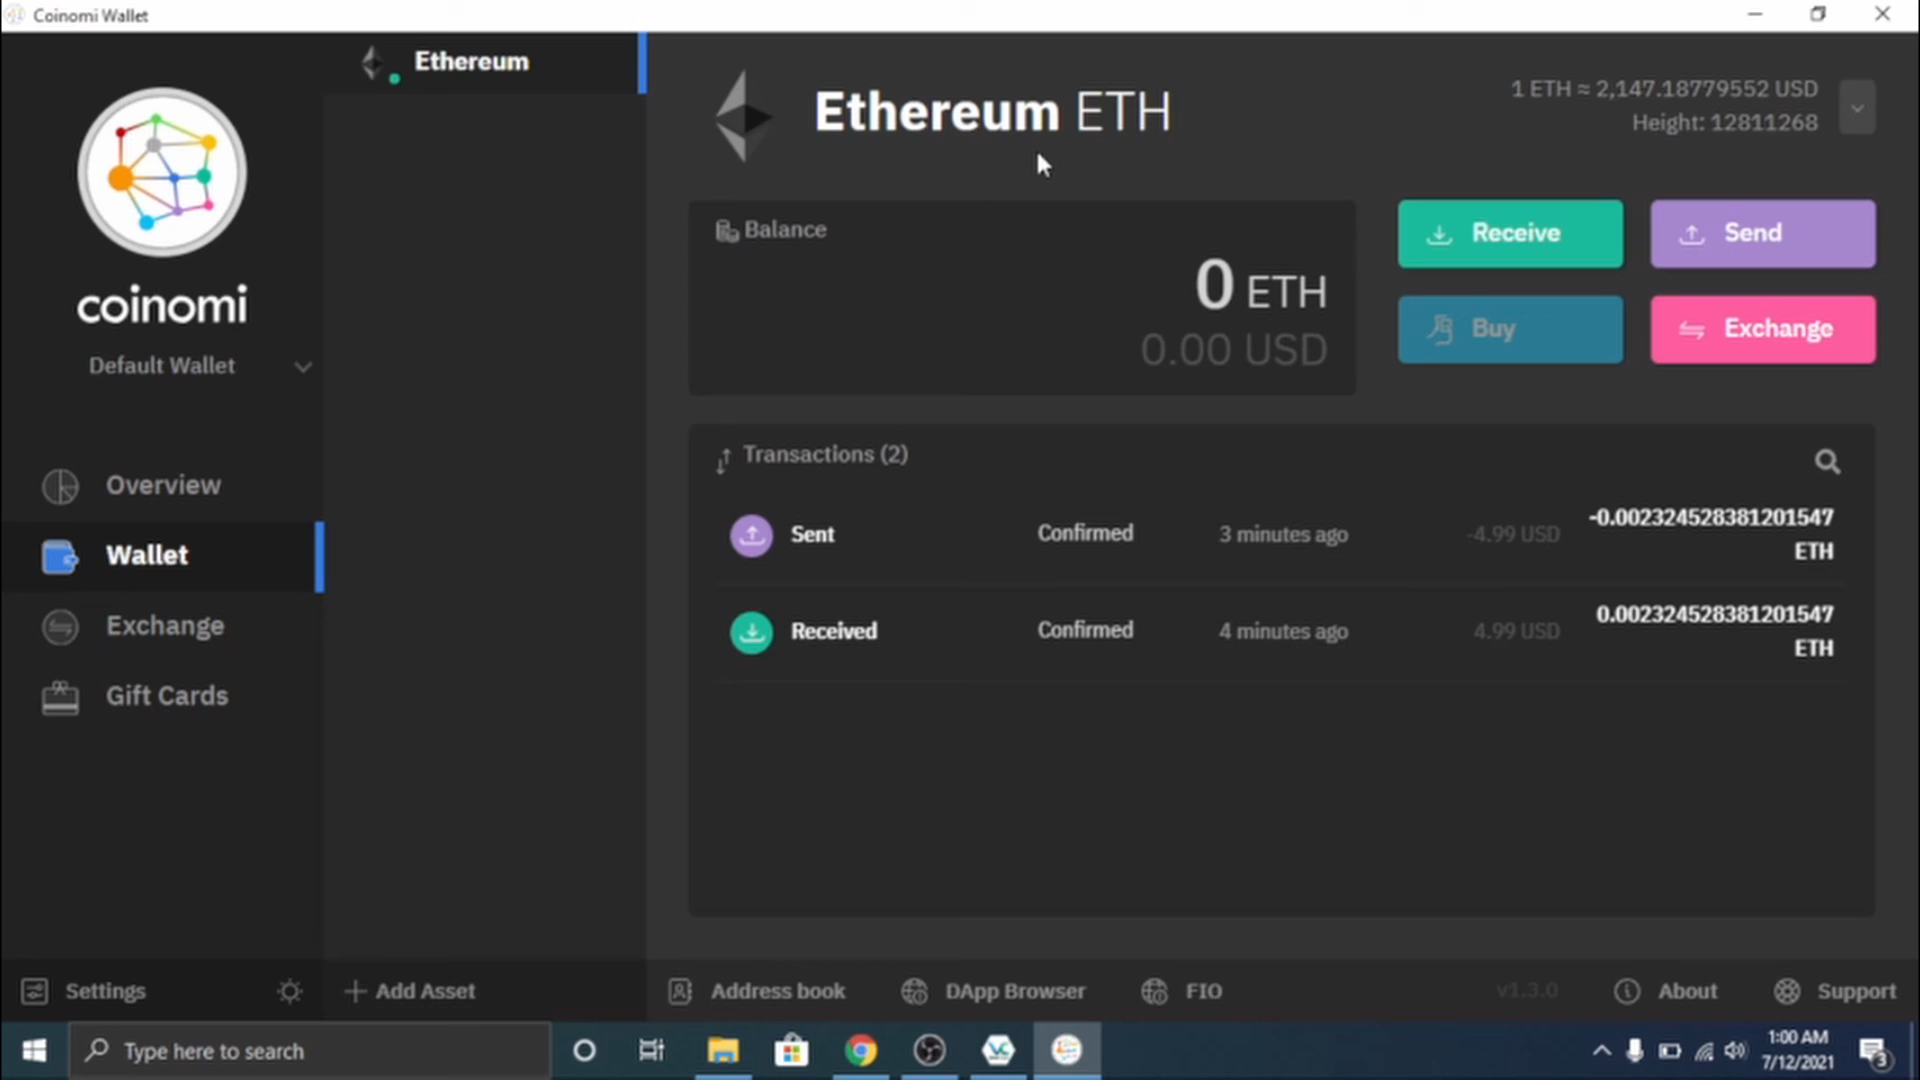 Coinomi Wallet
Ethereum
coinomi
Default Wallet
Overview
Wallet
Exchange
Gift Cards
Settings
Add Asset
Ethereum ETH
1 ETH ≈ 2,147.18779552 USD
Height: 12811268
Balance
0 ETH
0.00 USD
Receive
Send
Buy
Exchange
Transactions (2)
Sent Confirmed 3 minutes ago -4.99 USD -0.002324528381201547
ETH
Received Confirmed 4 minutes ago 4.99 USD 0.002324528381201547
ETH
Address book
DApp Browser
FIO
v1.3.0
About
Support
Type here to search
VC
1:00 AM
7/12/2021
3